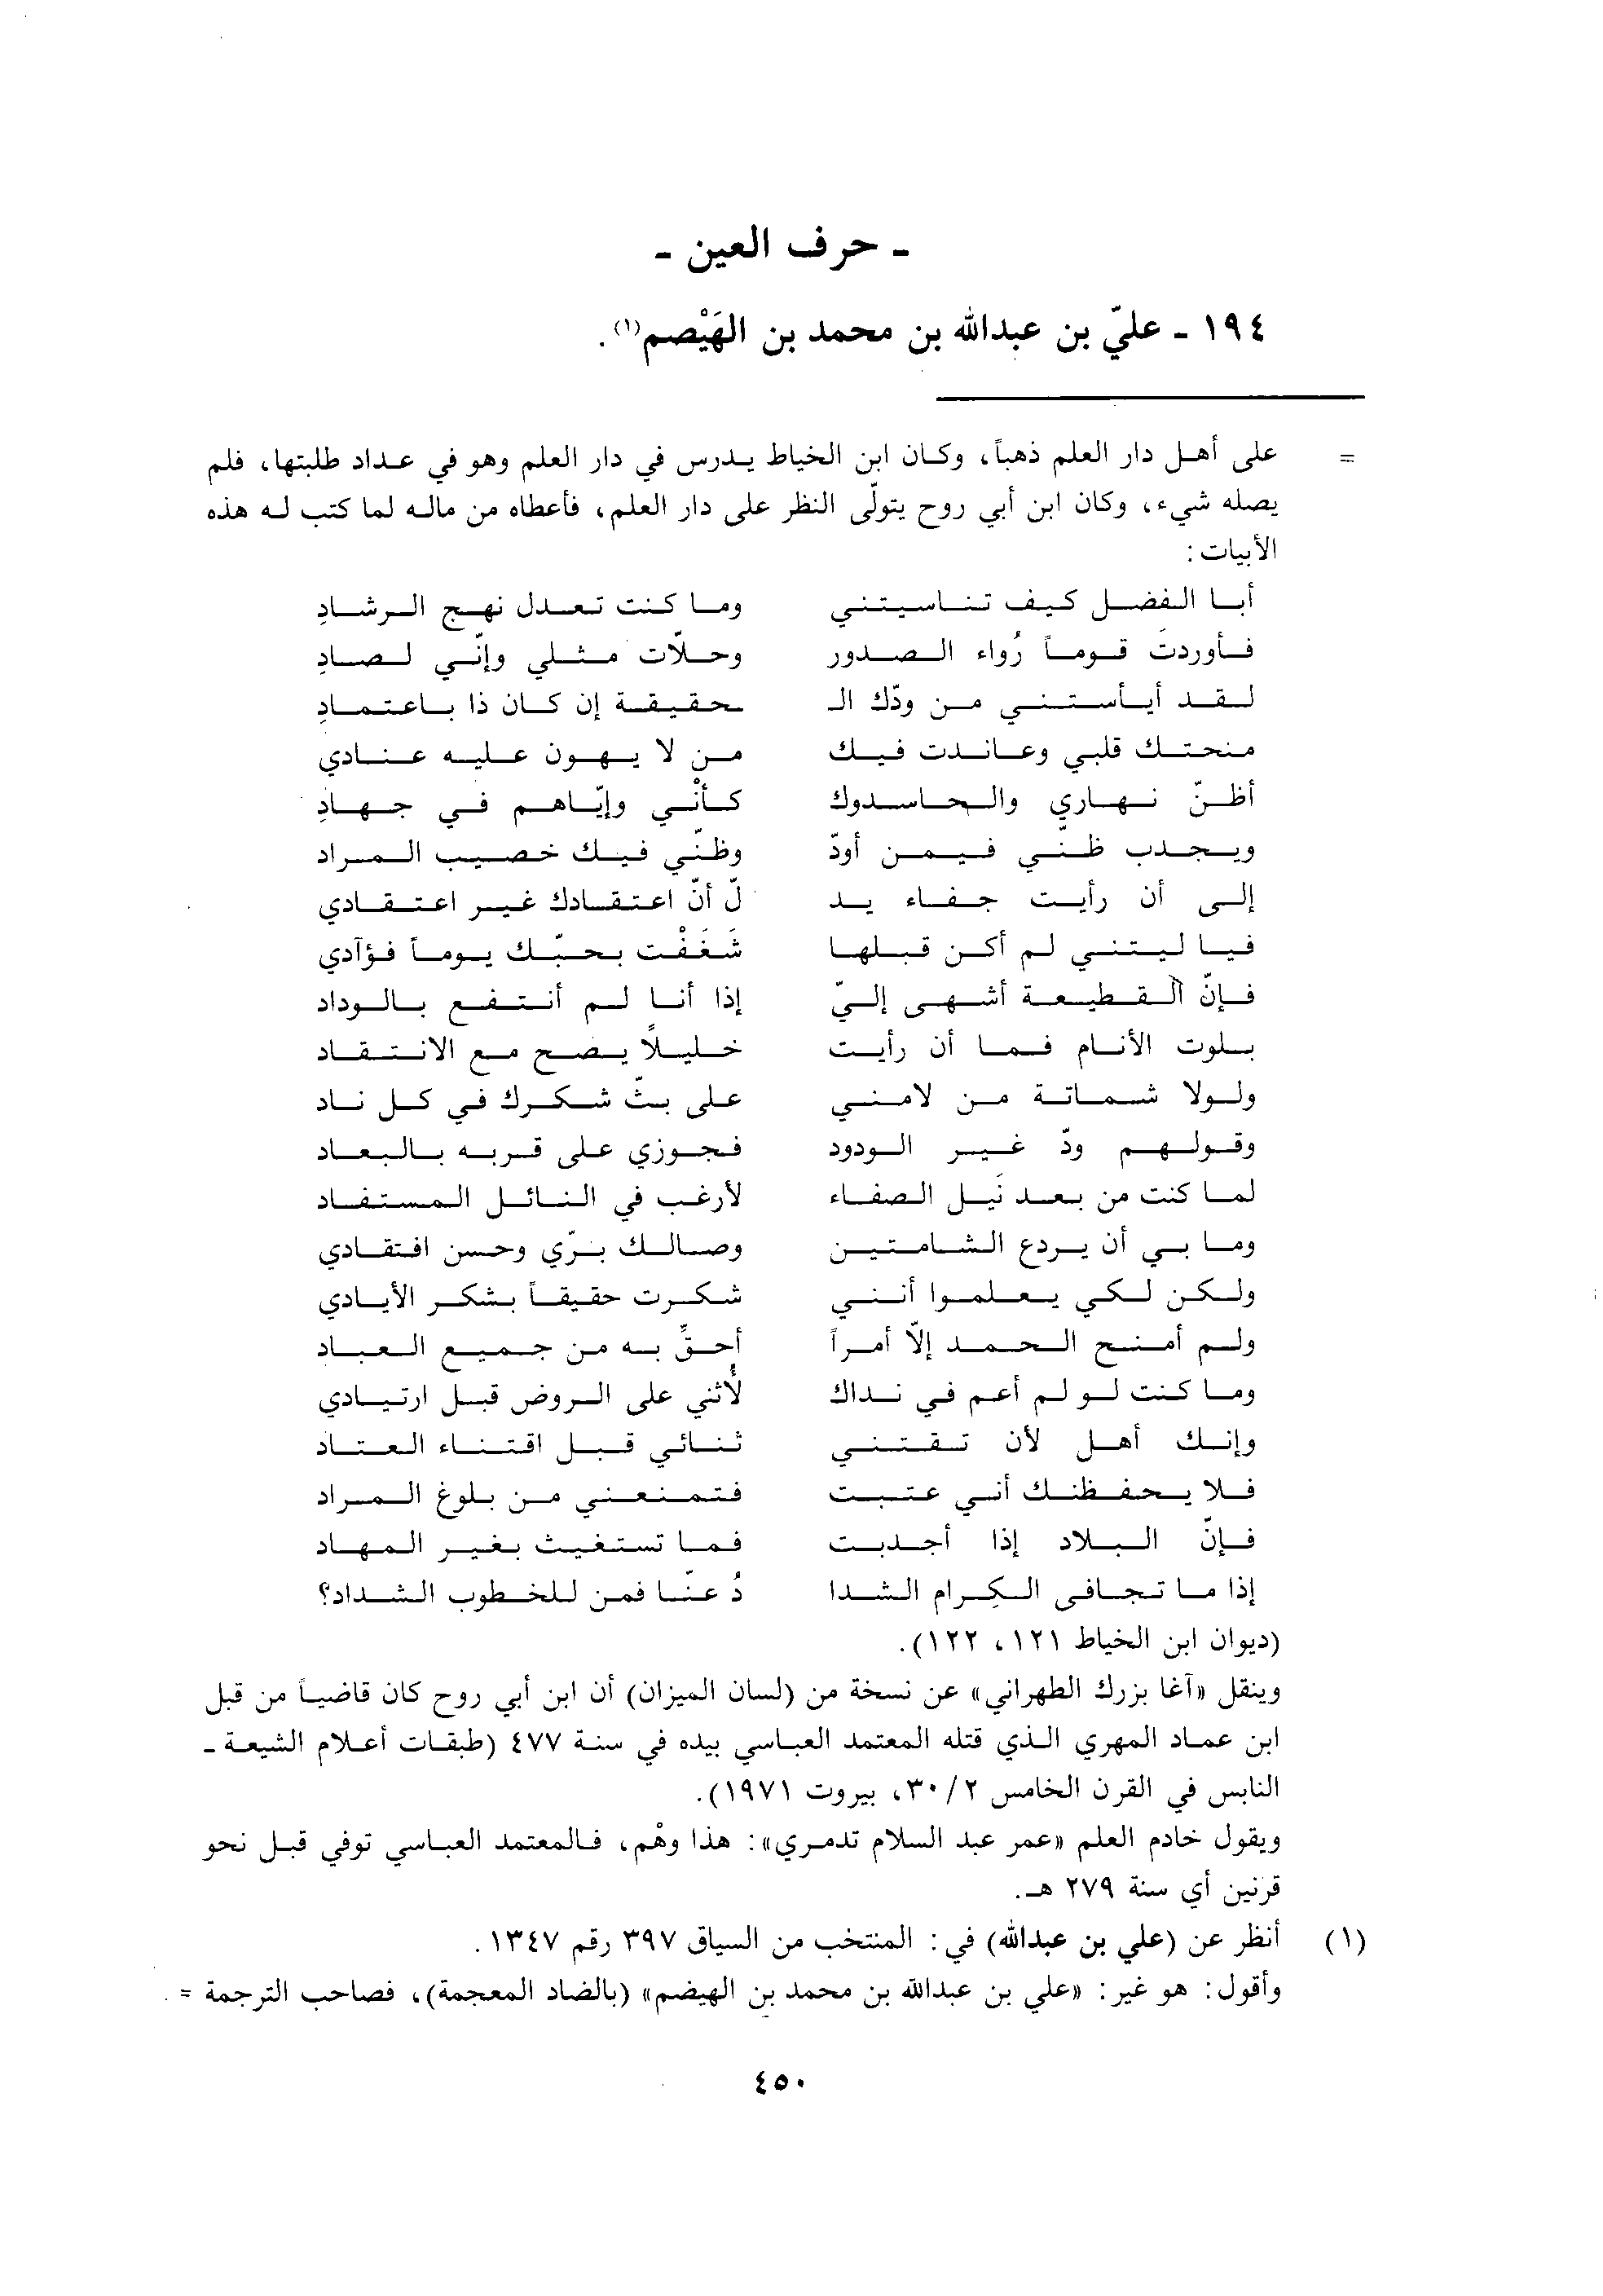 ـ حرف العين ـ
١٩٤ ـ عليّ بن عبدالله بن محمد بن الهَيْصم(١).
= على أهل دار العلم ذهباً، وكان ابن الخياط يدرس في دار العلم وهو في عداد طلبتها، فلم
يصله شيء، وكان ابن أبي روح يتولّى النظر على دار العلم، فأعطاه من ماله لما كتب له هذه
الأبيات:
أبا الفضل كيف تناسيتني وما كنت تعدل نهج الرشادِ
فأوردتَ قوماً رُواء الصدور وحلّات مثلي وإنّي لصادِ
لقد أيأستني من ودّك الـ ـحقيقة إن كان ذا باعتمادِ
منحتك قلبي وعاندت فيك من لا يهون عليه عنادي
أظنّ نهاري والحاسدوك كأنّي وإيّاهم في جهادِ
ويجدب ظنّي فيمن أودّ وظنّي فيك خصيب المراد
إلى أن رأيت جفاء يد لّ أنّ اعتقادك غير اعتقادي
فيا ليتني لم أكن قبلها شَغَفْت بحبّك يوماً فؤآدي
فإنّ القطيعة أشهى إليّ إذا أنا لم أنتفع بالوداد
بلوت الأنام فما أن رأيت خليلاً يصح مع الانتقاد
ولولا شماتة من لامني على بثّ شكرك في كل ناد
وقولهم ودّ غير الودود فجوزي على قربه بالبعاد
لما كنت من بعد نَيل الصفاء لأرغب في النائل المستفاد
وما بي أن يردع الشامتين وصالك برّي وحسن افتقادي
ولكن لكي يعلموا أنني شكرت حقيقاً بشكر الأيادي
ولم أمنح الحمد إلّا أمرأً أحقِّ به من جميع العباد
وما كنت لو لم أعم في نداك لأُثني على الروض قبل ارتيادي
وإنك أهل لأن تقتني ثنائي قبل اقتناء العتاد
فلا يحفظنك أني عتبت فتمنعني من بلوغ المراد
فإنّ البلاد إذا أجدبت فما تستغيث بغير المهاد
إذا ما تجافى الكِرام الشدا دُ عنّا فمن للخطوب الشداد؟
(ديوان ابن الخياط ١٢١، ١٢٢).
وينقل «آغا بزرك الطهراني» عن نسخة من (لسان الميزان) أن ابن أبي روح كان قاضياً من قبل
ابن عماد المهري الذي قتله المعتمد العباسي بيده في سنة ٤٧٧ (طبقات أعلام الشيعة ـ
النابس في القرن الخامس ٢/ ٣٠، بيروت ١٩٧١).
ويقول خادم العلم «عمر عبد السلام تدمري»: هذا وهْم، فالمعتمد العباسي توفي قبل نحو
قرنين أي سنة ٢٧٩ هـ.
(١) أنظر عن (علي بن عبدالله) في: المنتخب من السياق ٣٩٧ رقم ١٣٤٧.
وأقول: هو غير: «علي بن عبدالله بن محمد بن الهيضم» (بالضاد المعجمة)، فصاحب الترجمة =
٤٥٠